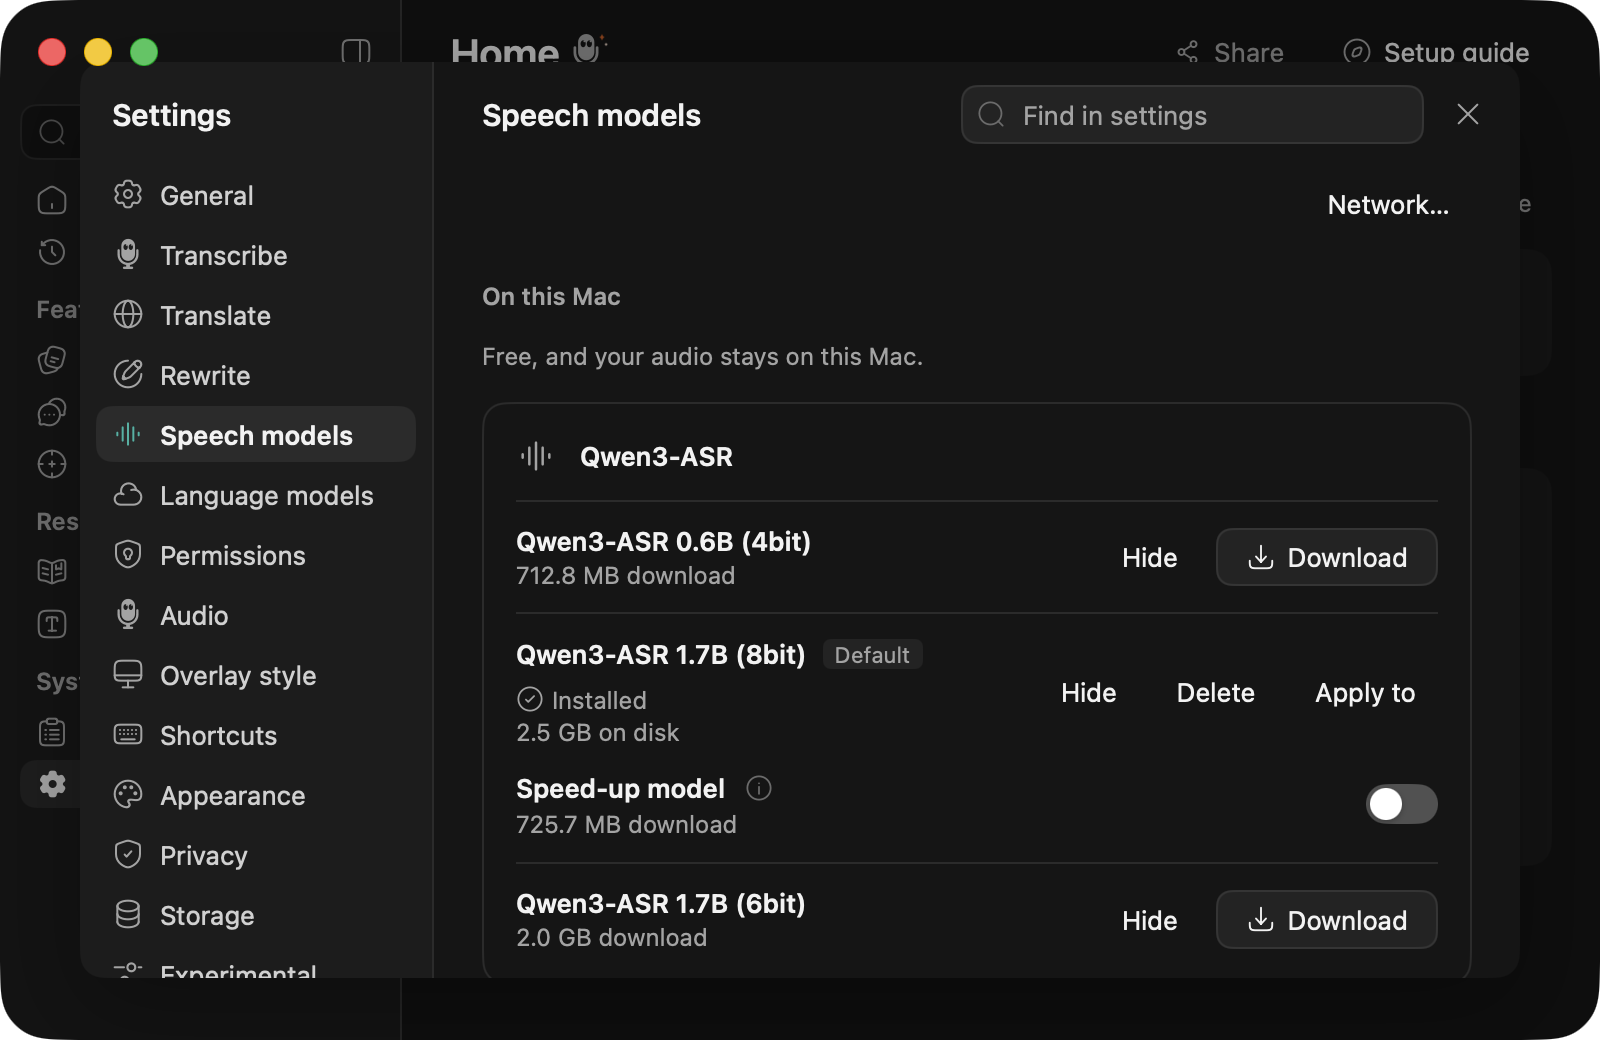 Home
Share
Setup guide
Settings
Speech models
Find in settings
General
Transcribe
Translate
Rewrite
Speech models
Language models
Permissions
Audio
Overlay style
Shortcuts
Appearance
Privacy
Storage
Experimental
Network...
On this Mac
Free, and your audio stays on this Mac.
Qwen3-ASR
Qwen3-ASR 0.6B (4bit)
712.8 MB download
Hide
Download
Qwen3-ASR 1.7B (8bit)
Default
Installed
2.5 GB on disk
Hide
Delete
Apply to
Speed-up model
725.7 MB download
Qwen3-ASR 1.7B (6bit)
2.0 GB download
Hide
Download